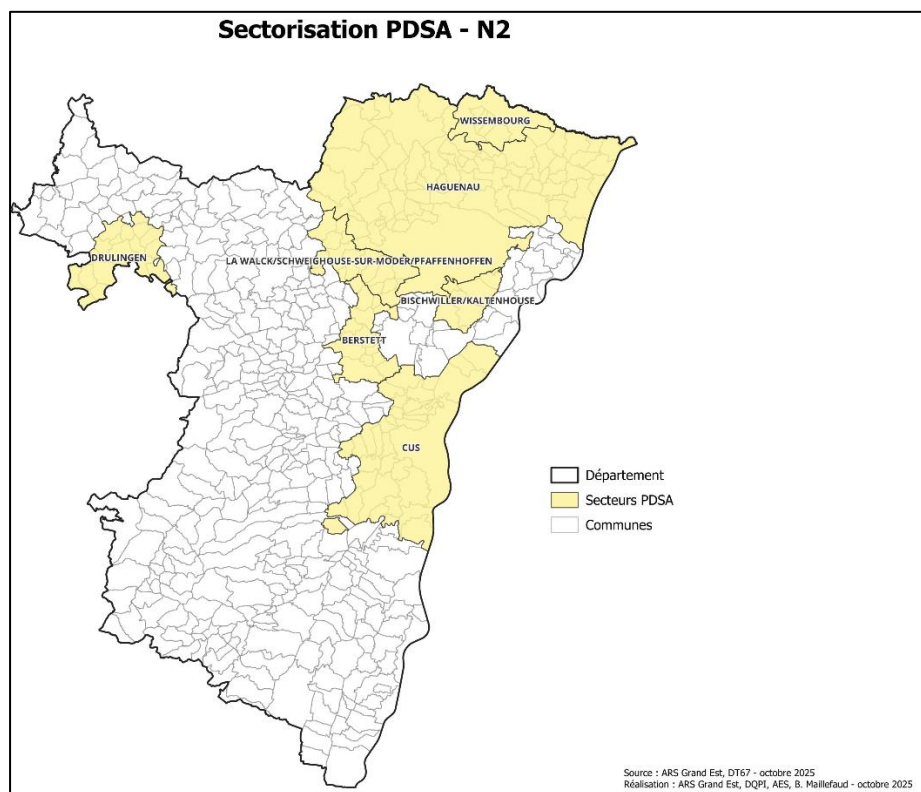 Sectorisation PDSA - N2
WISSEMBOURG
HAGUENAU
DRULINGEN
LA WALCK/SCHWEIGHOUSE-SUR-MODER/PFAFFENHOFFEN
BISCHWILLER/KALTENHOUSE
BERSTETT
CUS
Département
Secteurs PDSA
Communes
Source : ARS Grand Est, DT67 - octobre 2025
Réalisation : ARS Grand Est, DQPI, AES, B. Maillefaud - octobre 2025